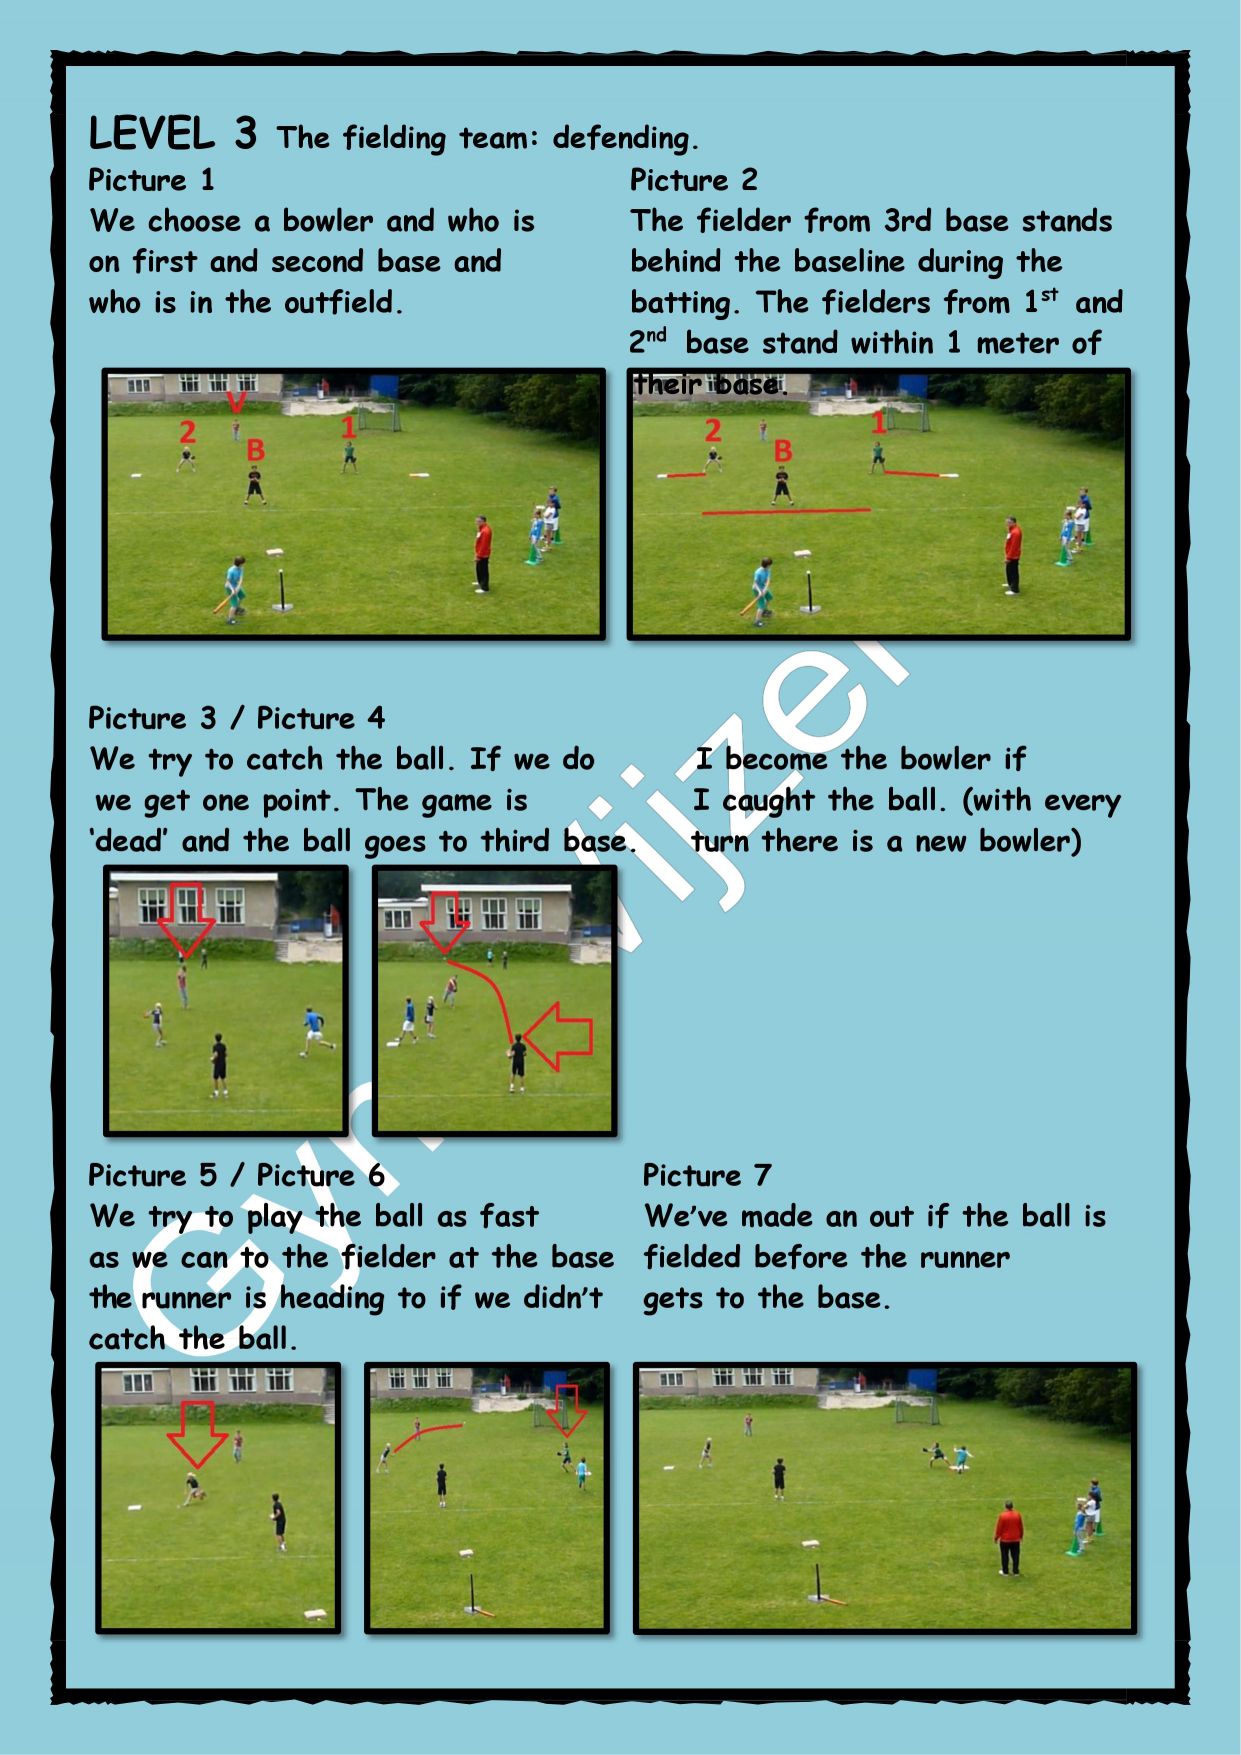 LEVEL 3 The fielding team: defending.
Picture 1
We choose a bowler and who is
on first and second base and
who is in the outfield.
Picture 2
The fielder from 3rd base stands
behind the baseline during the
batting. The fielders from 1st and
2nd base stand within 1 meter of
their base.
V
2
1
B
2
1
B
Picture 3 / Picture 4
We try to catch the ball. If we do
we get one point. The game is
‘dead’ and the ball goes to third base.
I become the bowler if
I caught the ball. (with every
turn there is a new bowler)
Picture 5 / Picture 6
We try to play the ball as fast
as we can to the fielder at the base
the runner is heading to if we didn’t
catch the ball.
Picture 7
We’ve made an out if the ball is
fielded before the runner
gets to the base.